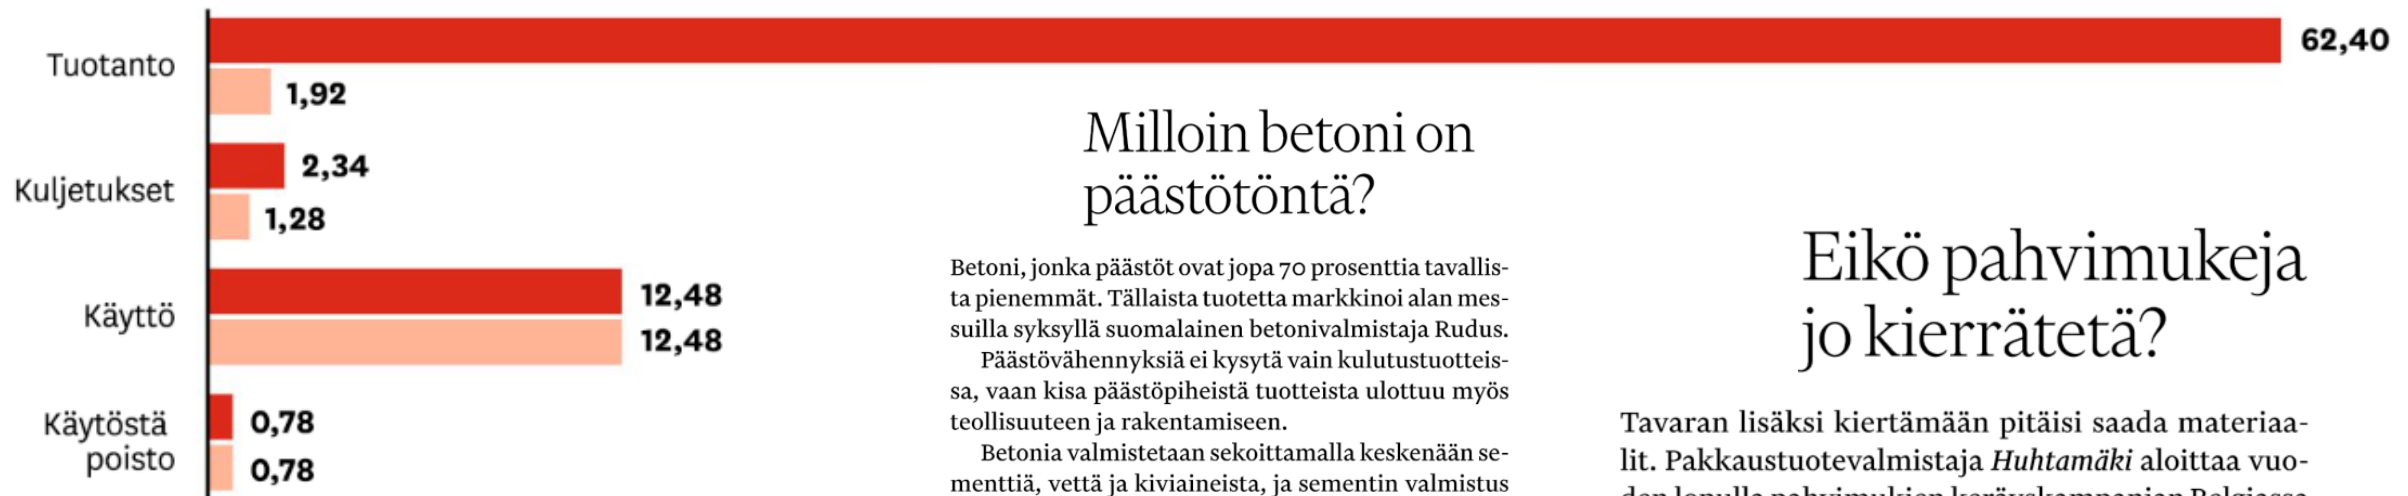 Tuotanto
62,40
1,92
Kuljetukset
2,34
1,28
Käyttö
12,48
12,48
Käytöstä
poisto
0,78
0,78
Milloin betoni on
päästötöntä?
Betoni, jonka päästöt ovat jopa 70 prosenttia tavallis-
ta pienemmät. Tällaista tuotetta markkinoi alan mes-
suilla syksyllä suomalainen betonivalmistaja Rudus.
Päästövähennyksiä ei kysytä vain kulutustuotteis-
sa, vaan kisa päästöpiheistä tuotteista ulottuu myös
teollisuuteen ja rakentamiseen.
Betonia valmistetaan sekoittamalla keskenään se-
menttiä, vettä ja kiviaineista, ja sementin valmistus
Eikö pahvimukeja
jo kierrätetä?
Tavaran lisäksi kiertämään pitäisi saada materiaa-
lit. Pakkaustuotevalmistaja Huhtamäki aloittaa vuo-